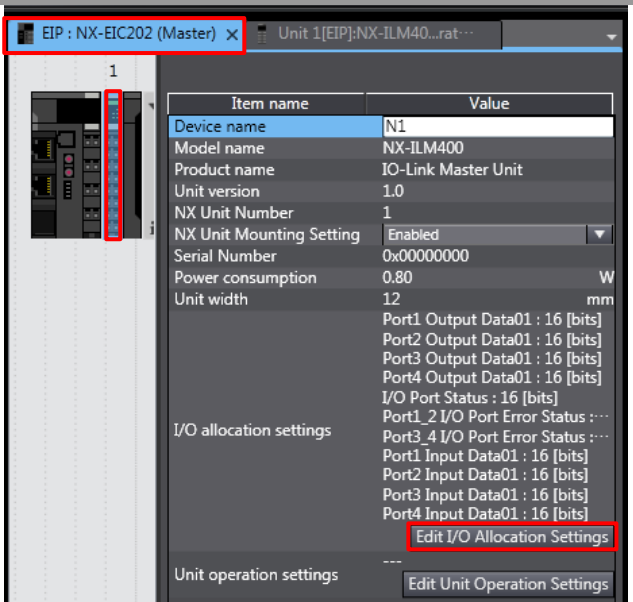 EIP : NX-EIC202 (Master) x
Unit 1[EIP]:NX-ILM40...rat···
1
Item name Value
Device name N1
Model name NX-ILM400
Product name IO-Link Master Unit
Unit version 1.0
NX Unit Number 1
NX Unit Mounting Setting Enabled
Serial Number 0x00000000
Power consumption 0.80 W
Unit width 12 mm
I/O allocation settings
Port1 Output Data01 : 16 [bits]
Port2 Output Data01 : 16 [bits]
Port3 Output Data01 : 16 [bits]
Port4 Output Data01 : 16 [bits]
I/O Port Status : 16 [bits]
Port1_2 I/O Port Error Status :···
Port3_4 I/O Port Error Status :···
Port1 Input Data01 : 16 [bits]
Port2 Input Data01 : 16 [bits]
Port3 Input Data01 : 16 [bits]
Port4 Input Data01 : 16 [bits]
Edit I/O Allocation Settings
Unit operation settings
---
Edit Unit Operation Settings